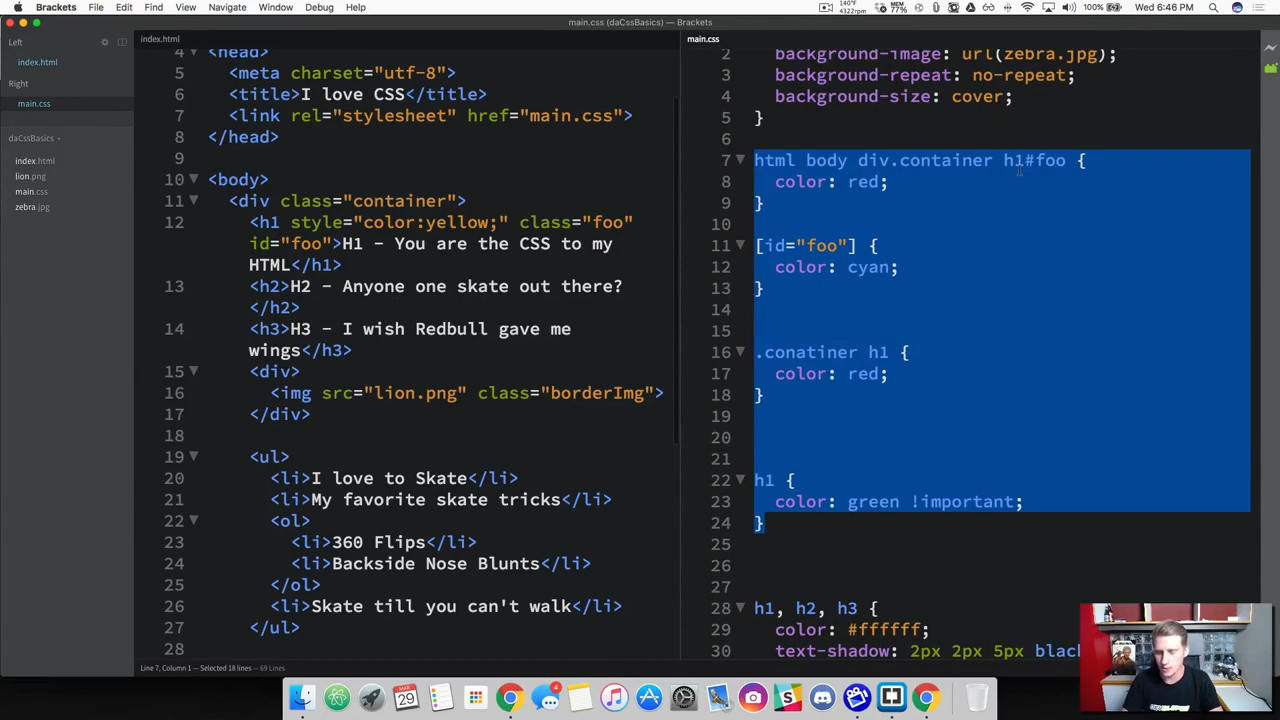 Brackets File Edit Find View Navigate Window Debug Help
140°F
4322rpm
MEM
77%
100%
Wed 6:46 PM
main.css (daCssBasics) — Brackets
Left
index.html
Right
main.css
daCssBasics
index.html
lion.png
main.css
zebra.jpg
index.html
4 <head>
5 <meta charset="utf-8">
6 <title>I love CSS</title>
7 <link rel="stylesheet" href="main.css">
8 </head>
9
10 <body>
11 <div class="container">
12 <h1 style="color:yellow;" class="foo"
id="foo">H1 - You are the CSS to my
HTML</h1>
13 <h2>H2 - Anyone one skate out there?
</h2>
14 <h3>H3 - I wish Redbull gave me
wings</h3>
15 <div>
16 <img src="lion.png" class="borderImg">
17 </div>
18
19 <ul>
20 <li>I love to Skate</li>
21 <li>My favorite skate tricks</li>
22 <ol>
23 <li>360 Flips</li>
24 <li>Backside Nose Blunts</li>
25 </ol>
26 <li>Skate till you can't walk</li>
27 </ul>
28
main.css
2 background-image: url(zebra.jpg);
3 background-repeat: no-repeat;
4 background-size: cover;
5 }
6
7 html body div.container h1#foo {
8 color: red;
9 }
10
11 [id="foo"] {
12 color: cyan;
13 }
14
15
16 .conatiner h1 {
17 color: red;
18 }
19
20
21
22 h1 {
23 color: green !important;
24 }
25
26
27
28 h1, h2, h3 {
29 color: #ffffff;
30 text-shadow: 2px 2px 5px black
Line 7, Column 1 — Selected 18 lines — 69 Lines
MAR
29
4